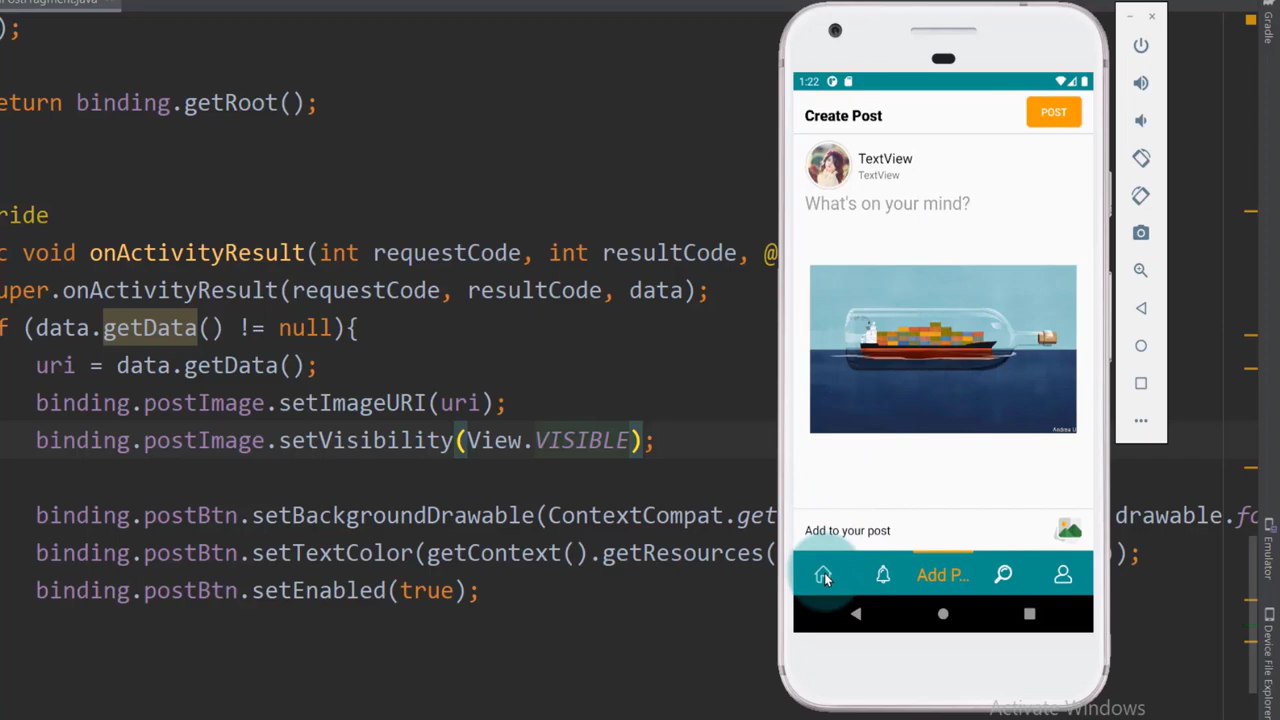 );
eturn binding.getRoot();
ride
c void onActivityResult(int requestCode, int resultCode, @
uper.onActivityResult(requestCode, resultCode, data);
f (data.getData() != null){
uri = data.getData();
binding.postImage.setImageURI(uri);
binding.postImage.setVisibility(View.VISIBLE);
binding.postBtn.setBackgroundDrawable(ContextCompat.get
drawable.fo
binding.postBtn.setTextColor(getContext().getResources(
);
binding.postBtn.setEnabled(true);
1:22
Create Post
POST
TextView
TextView
What's on your mind?
Andrea U
Add to your post
Add P...
Gradle
Emulator
Device File Explorer
Activate Windows